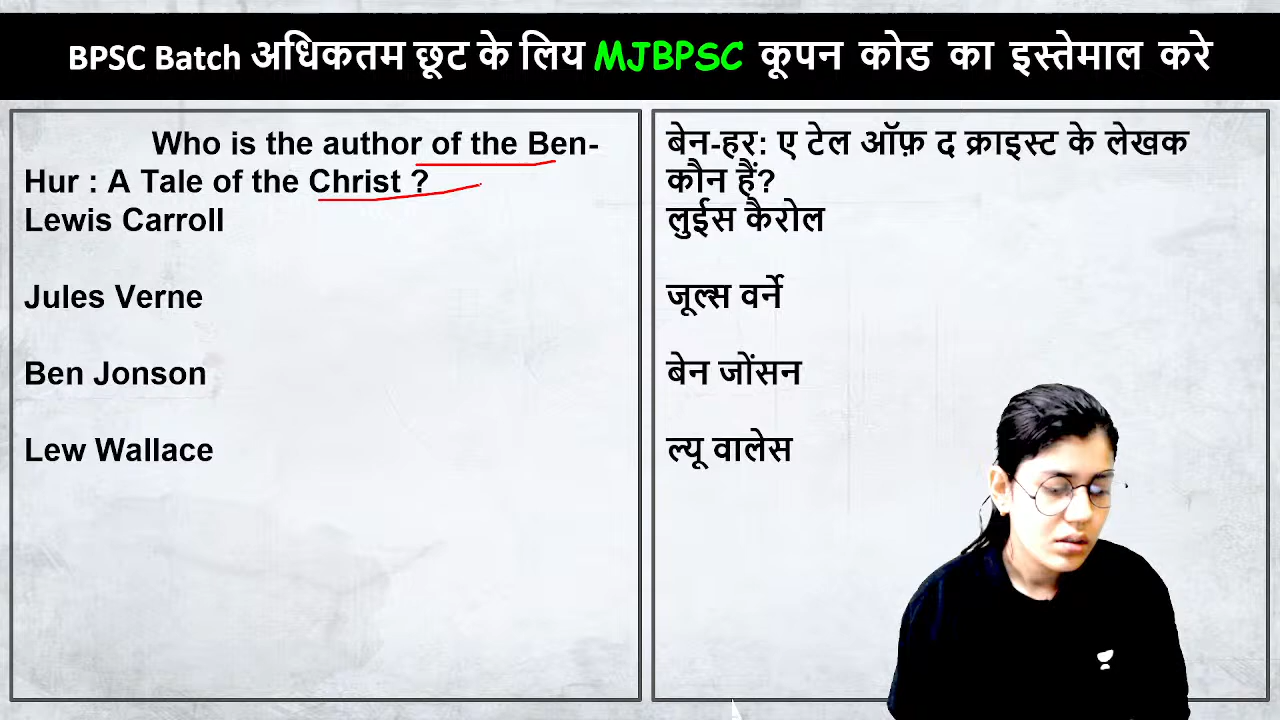 BPSC Batch अधिकतम छूट के लिय MJBPSC कूपन कोड का इस्तेमाल करे
Who is the author of the Ben-
Hur : A Tale of the Christ ?
Lewis Carroll
Jules Verne
Ben Jonson
Lew Wallace
बेन-हर: ए टेल ऑफ़ द क्राइस्ट के लेखक
कौन हैं?
लुईस कैरोल
जूल्स वर्ने
बेन जोंसन
ल्यू वालेस